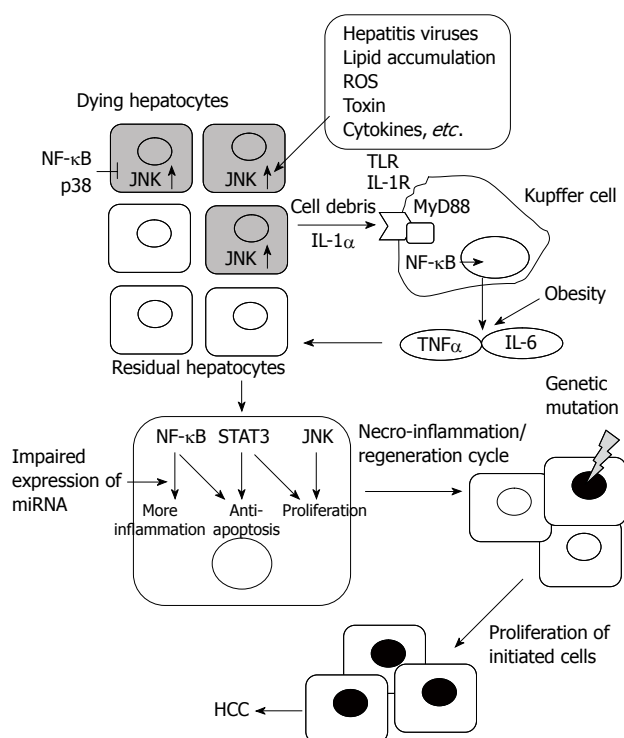 Hepatitis viruses
Lipid accumulation
ROS
Toxin
Cytokines, etc.
Dying hepatocytes
NF-κB
p38
JNK
JNK
TLR
IL-1R
MyD88
Kupffer cell
Cell debris
IL-1α
JNK
NF-κB
Obesity
TNFα
IL-6
Residual hepatocytes
Genetic
mutation
NF-κB STAT3 JNK
Necro-inflammation/
regeneration cycle
Impaired
expression of
miRNA
More
inflammation
Anti-
apoptosis
Proliferation
Proliferation of
initiated cells
HCC